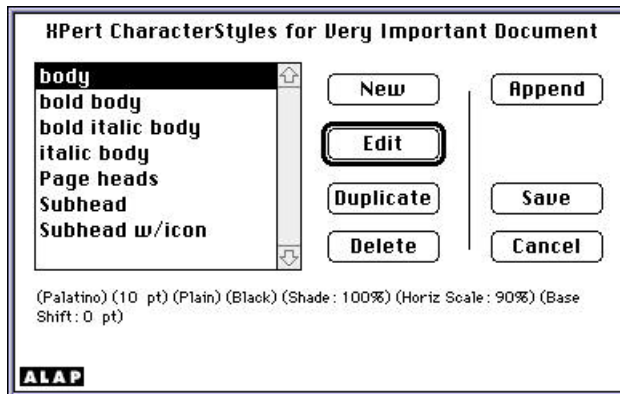 XPert CharacterStyles for Very Important Document
body
bold body
bold italic body
italic body
Page heads
Subhead
Subhead w/icon
New
Edit
Duplicate
Delete
Append
Save
Cancel
(Palatino) (10 pt) (Plain) (Black) (Shade: 100%) (Horiz Scale: 90%) (Base
Shift: 0 pt)
ALAP